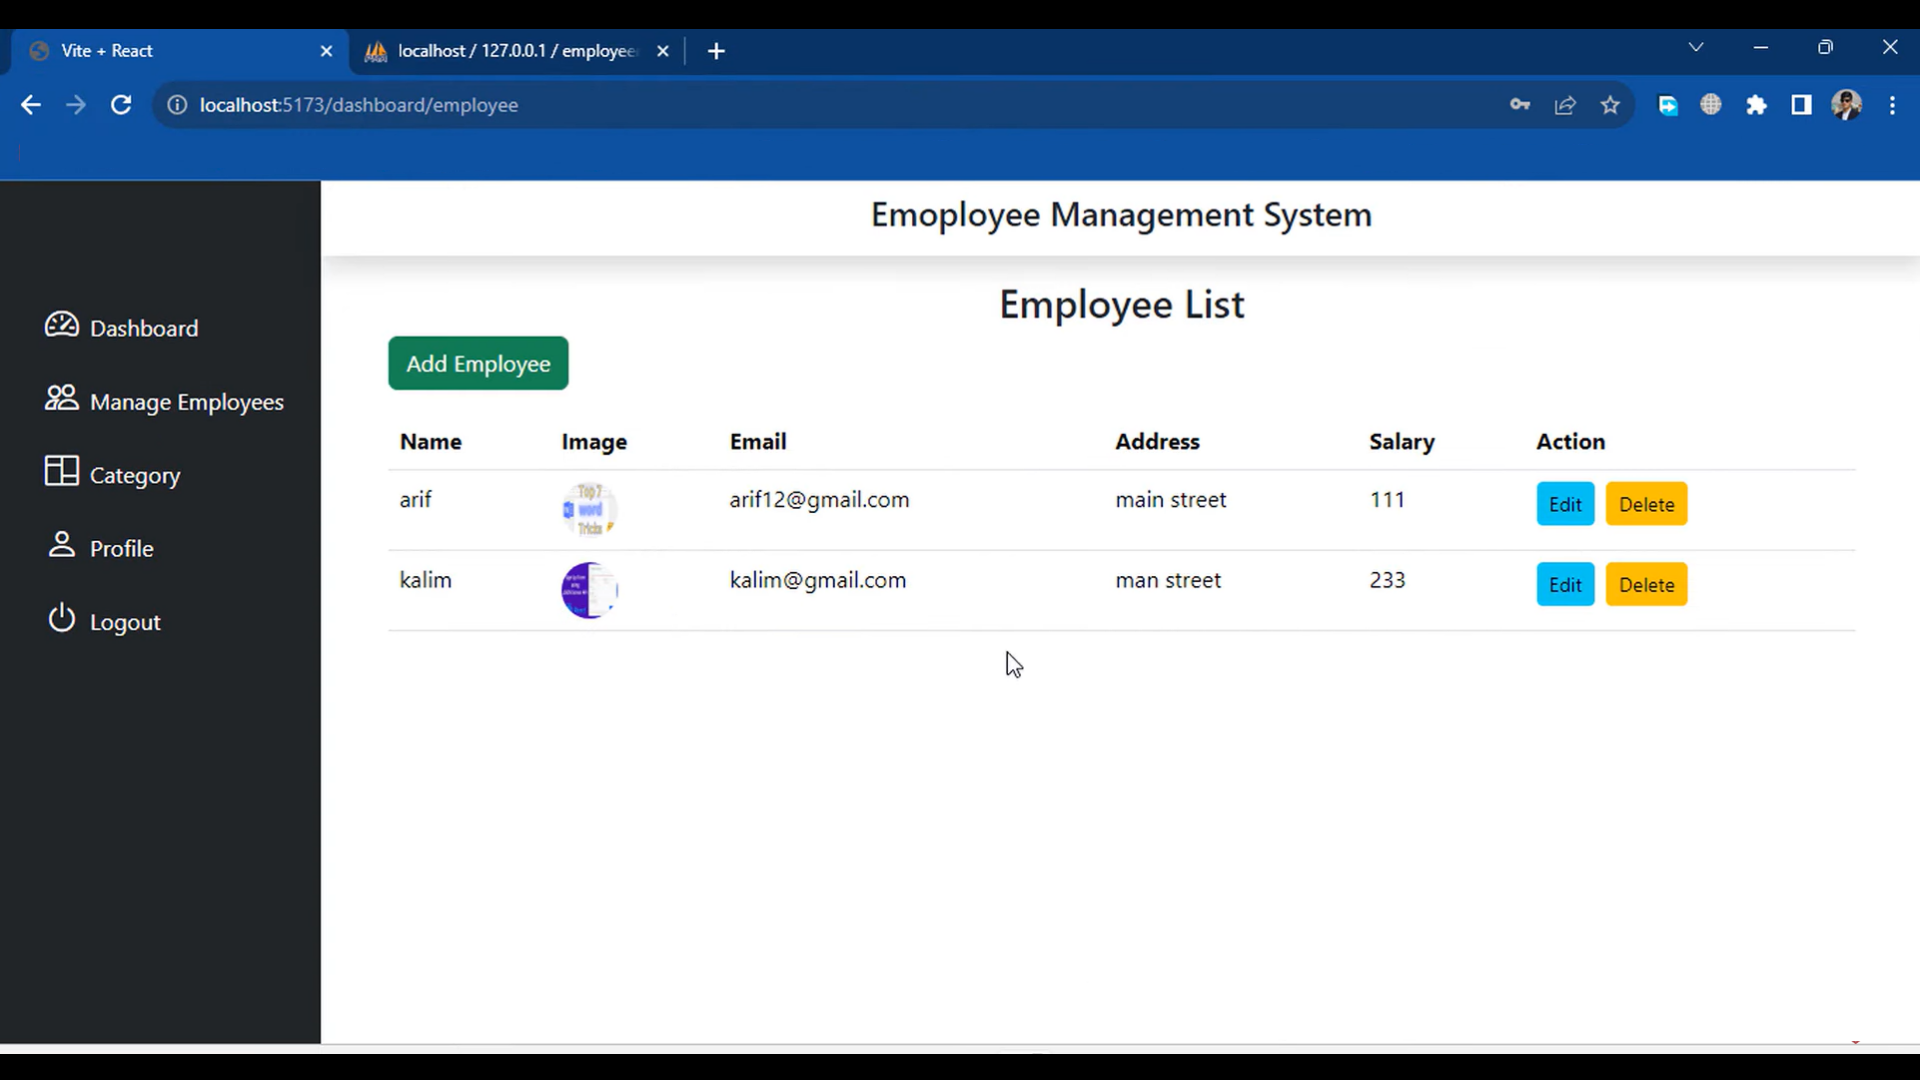 Vite + React
localhost / 127.0.0.1 / employee
localhost:5173/dashboard/employee
Emoployee Management System
Employee List
Dashboard
Manage Employees
Category
Profile
Logout
Add Employee
Name Image Email Address Salary Action
arif arif12@gmail.com main street 111 Edit Delete
Top 7
word
Tricks
kalim kalim@gmail.com man street 233 Edit Delete